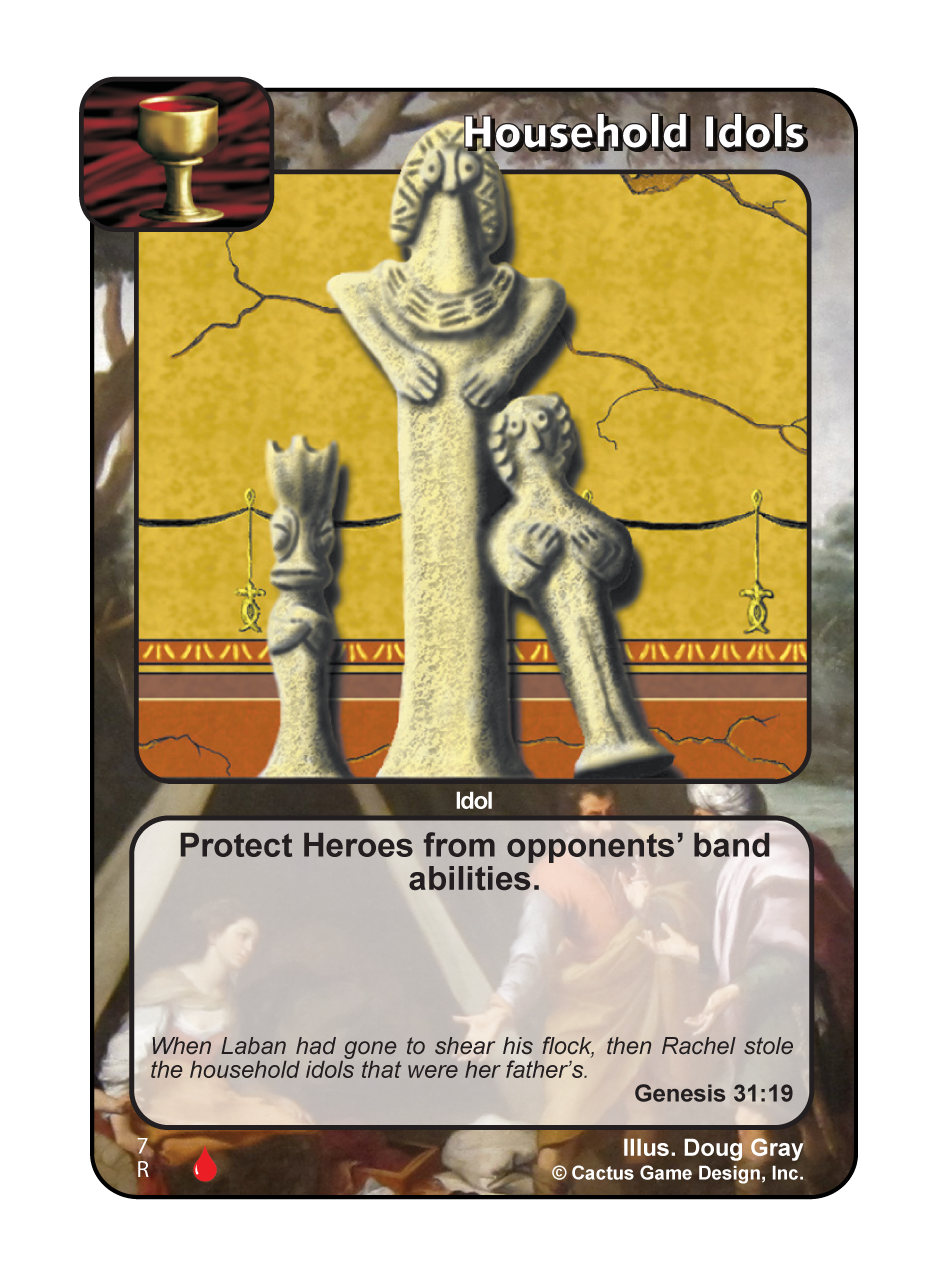 Household Idols
Idol
Protect Heroes from opponents’ band
abilities.
When Laban had gone to shear his flock, then Rachel stole
the household idols that were her father’s.
Genesis 31:19
7
R
Illus. Doug Gray
© Cactus Game Design, Inc.